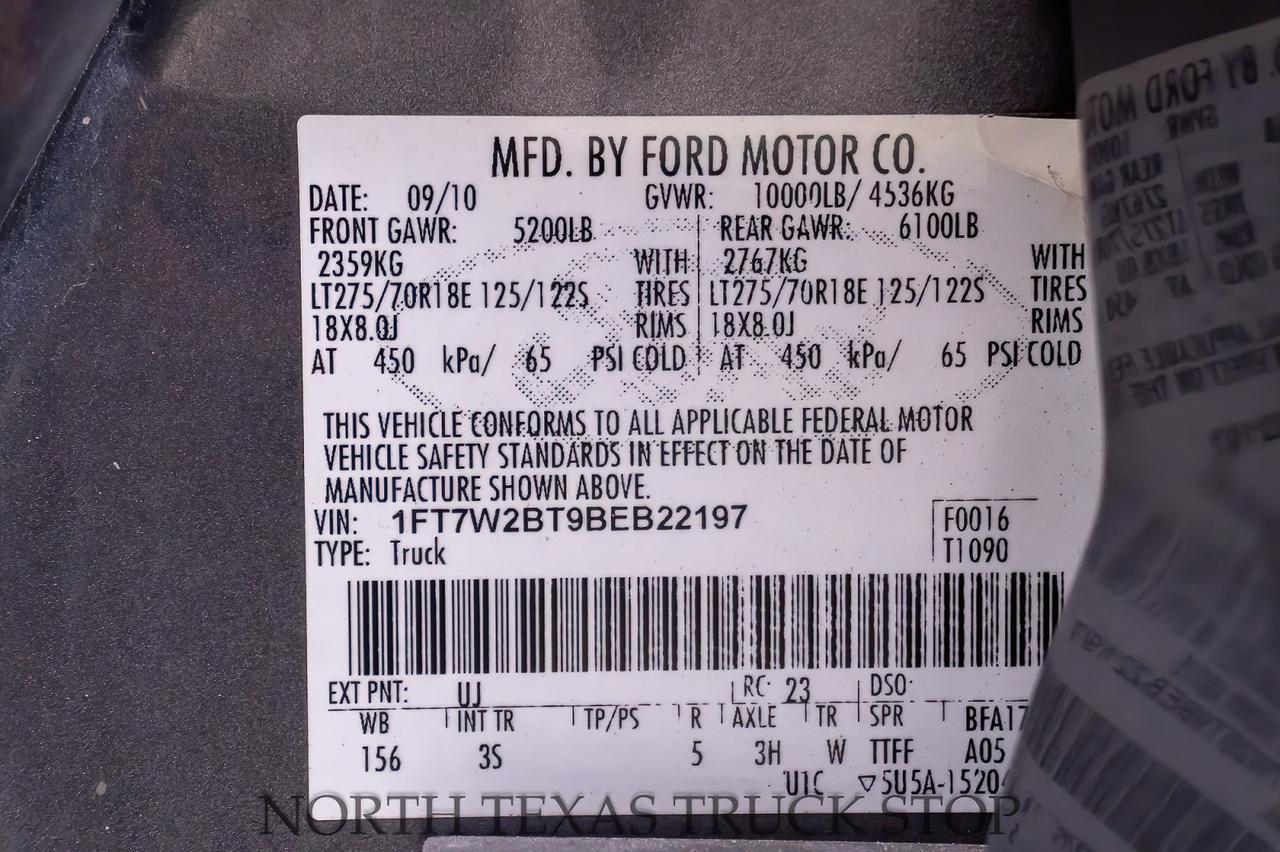 MFD. BY FORD MOTOR CO.
DATE: 09/10 GVWR: 10000LB/ 4536KG
FRONT GAWR: 5200LB REAR GAWR: 6100LB
2359KG WITH 2767KG WITH
LT275/70R18E 125/122S TIRES LT275/70R18E 125/122S TIRES
18X8.0J RIMS 18X8.0J RIMS
AT 450 kPa/ 65 PSI COLD AT 450 kPa/ 65 PSI COLD
THIS VEHICLE CONFORMS TO ALL APPLICABLE FEDERAL MOTOR
VEHICLE SAFETY STANDARDS IN EFFECT ON THE DATE OF
MANUFACTURE SHOWN ABOVE.
VIN: 1FT7W2BT9BEB22197 F0016
TYPE: Truck T1090
EXT PNT: UJ RC: 23 DSO:
WB INT TR TP/PS R AXLE TR SPR BFA17
156 3S 5 3H W TTFF A05
U1C ▽5U5A-1520
NORTH TEXAS TRUCK STOP